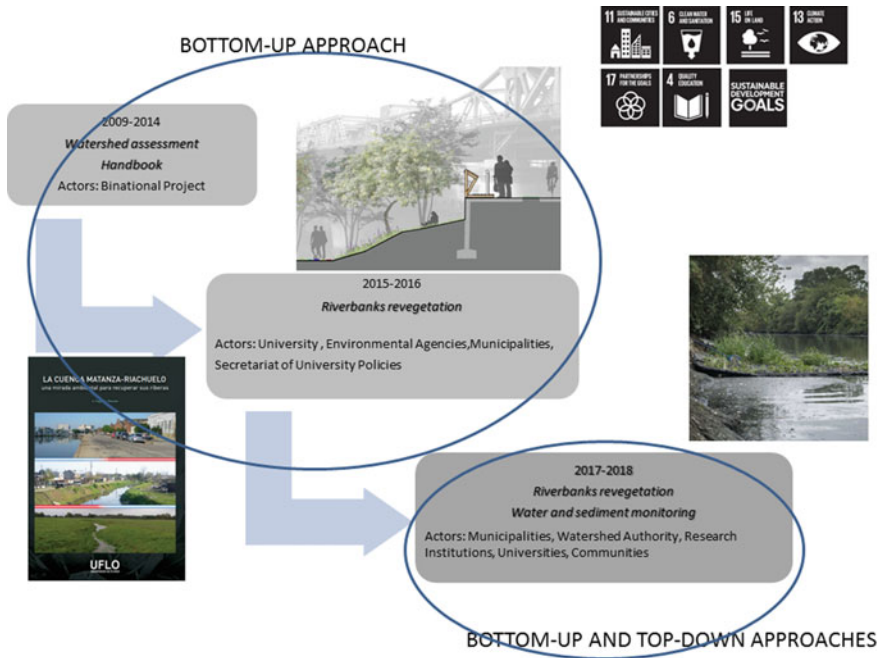 BOTTOM-UP APPROACH
11 SUSTAINABLE CITIES
AND COMMUNITIES
6 CLEAN WATER
AND SANITATION
15 LIFE
ON LAND
13 CLIMATE
ACTION
17 PARTNERSHIPS
FOR THE GOALS
4 QUALITY
EDUCATION
SUSTAINABLE
DEVELOPMENT
GOALS
2009-2014
Watershed assessment
Handbook
Actors: Binational Project
2015-2016
Riverbanks revegetation
Actors: University , Environmental Agencies,Municipalities,
Secretariat of University Policies
LA CUENCA MATANZA-RIACHUELO
una mirada ambiental para recuperar sus riberas
UFLO
2017-2018
Riverbanks revegetation
Water and sediment monitoring
Actors: Municipalities, Watershed Authority, Research
Institutions, Universities, Communities
BOTTOM-UP AND TOP-DOWN APPROACHES